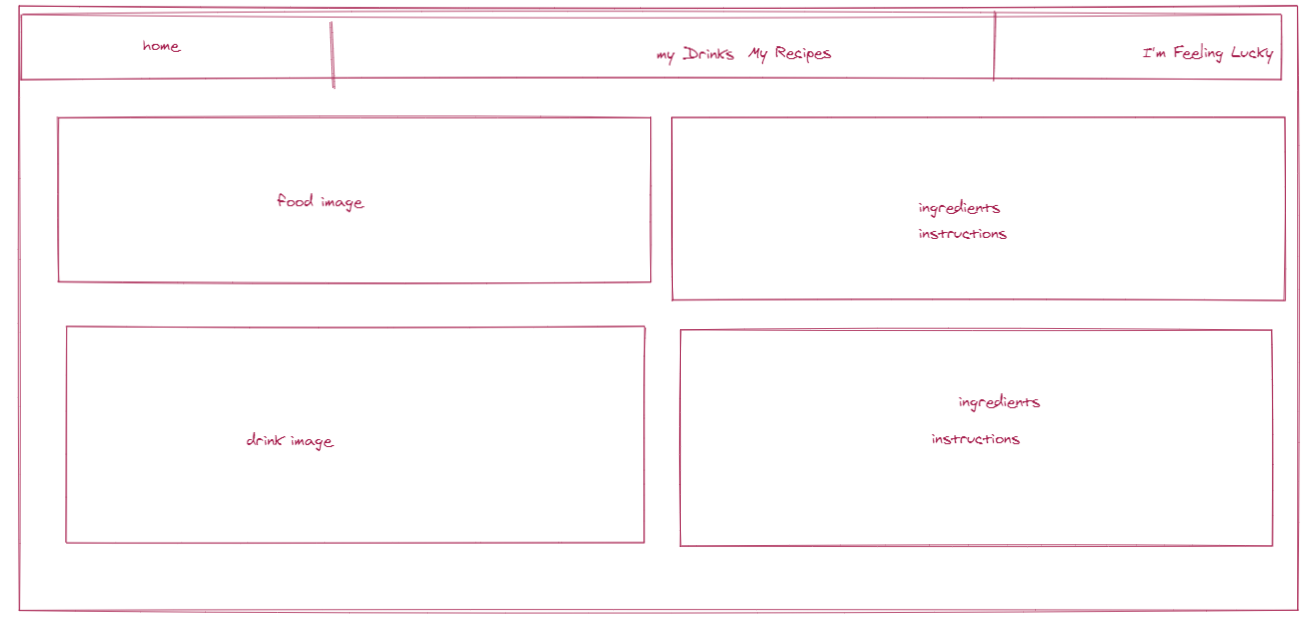 home
my Drinks My Recipes
I'm Feeling Lucky
food image
ingredients
instructions
drink image
ingredients
instructions